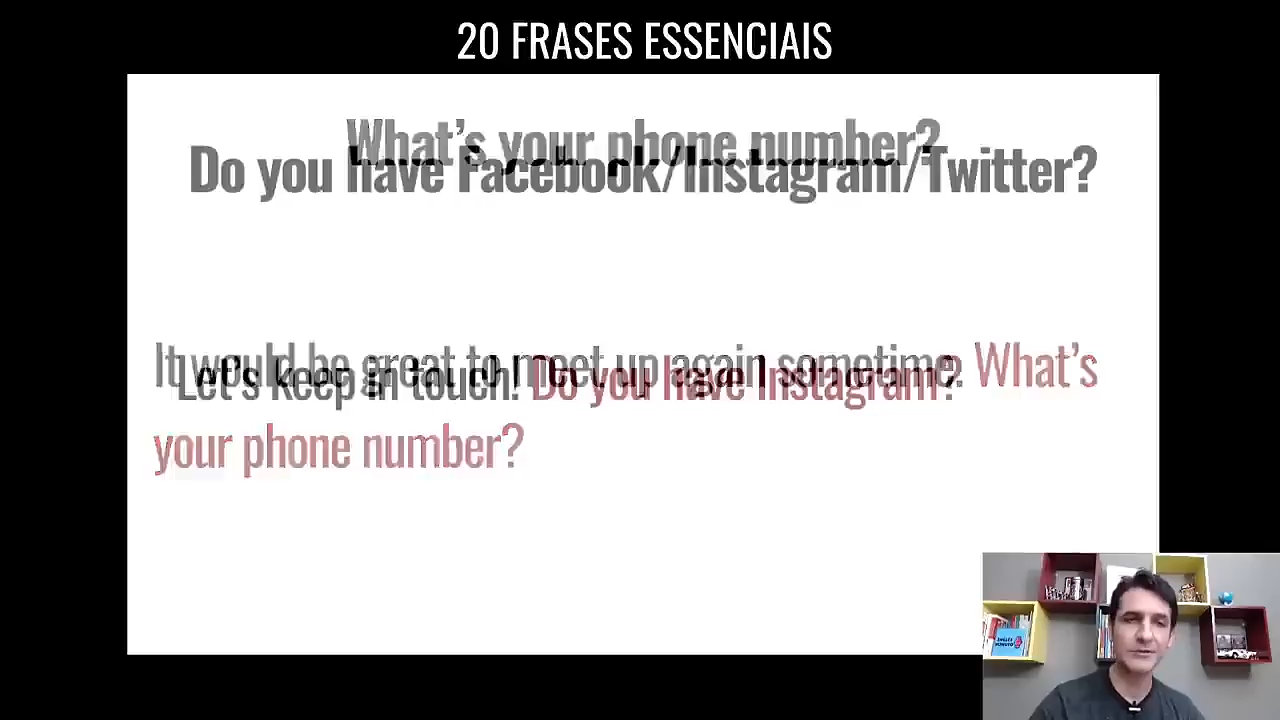 20 FRASES ESSENCIAIS
What's your phone number?
Do you have Facebook/Instagram/Twitter?
It would be great to meet up again sometime. What's
Let's keep in touch! Do you have Instagram?
your phone number?